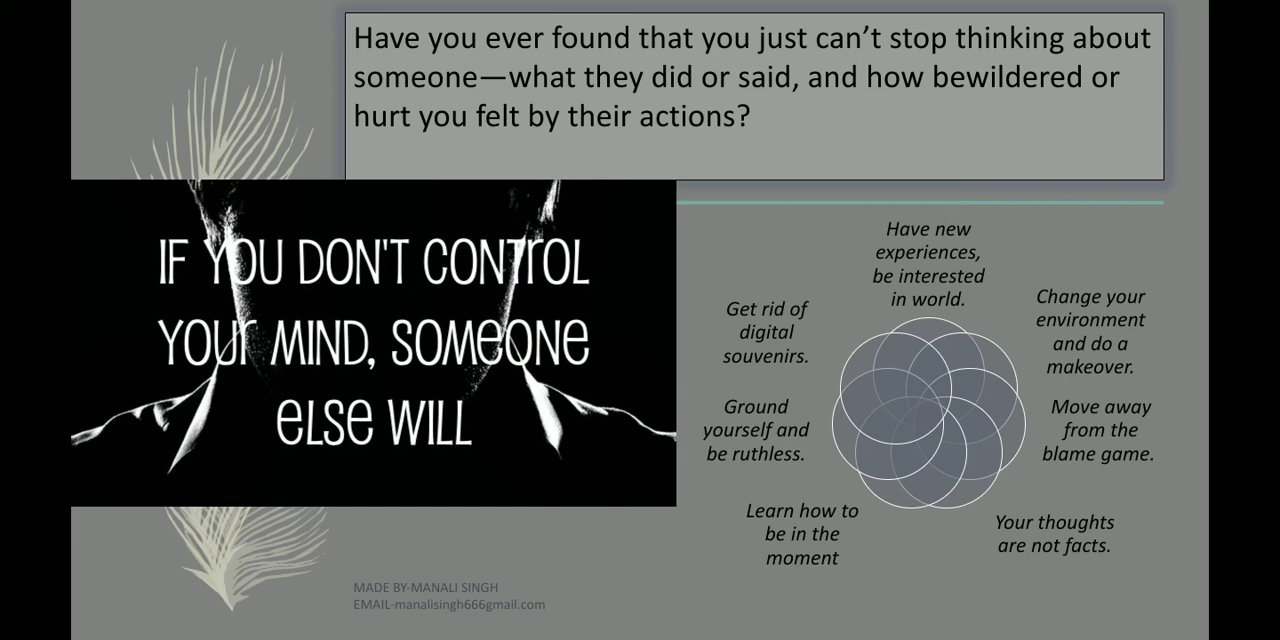 Have you ever found that you just can’t stop thinking about
someone—what they did or said, and how bewildered or
hurt you felt by their actions?
IF YOU DON'T CONTROL
YOUR MIND, SOMEONE
ELSE WILL
Have new
experiences,
be interested
in world.
Change your
environment
and do a
makeover.
Move away
from the
blame game.
Your thoughts
are not facts.
Learn how to
be in the
moment
Ground
yourself and
be ruthless.
Get rid of
digital
souvenirs.
MADE BY-MANALI SINGH
EMAIL-manalisingh666gmail.com